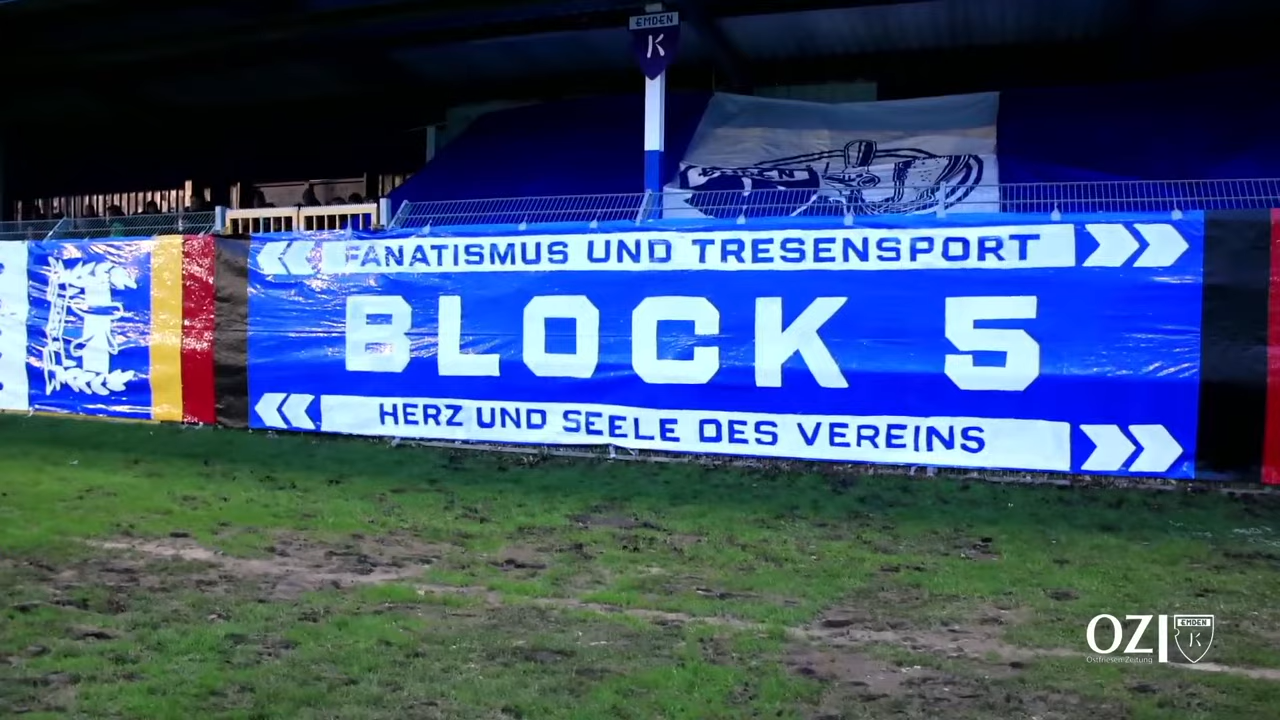 EMDEN
K
FANATISMUS UND TRESENSPORT
BLOCK 5
HERZ UND SEELE DES VEREINS
OZ
Ostfriesen-Zeitung
EMDEN
K